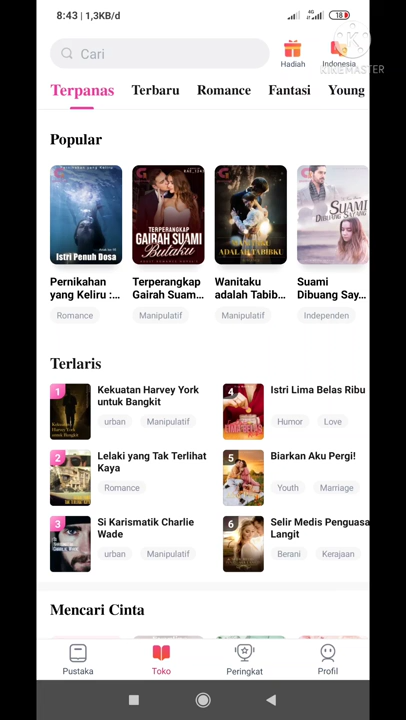 8:43 | 1,3KB/d
4G
18
Cari
Hadiah
Indonesia
KINEMASTER
Terpanas
Terbaru
Romance
Fantasi
Young
Popular
Istri Penuh Dosa
TERPERANGKAP
GAIRAH SUAMI
Butaku
ADALAH TABIBKU
SUAMI
DIBUANG SAYANG
Pernikahan
yang Keliru :...
Romance
Terperangkap
Gairah Suam...
Manipulatif
Wanitaku
adalah Tabib...
Manipulatif
Suami
Dibuang Say...
Independen
Terlaris
1
Kekuatan Harvey York
untuk Bangkit
urban
Manipulatif
2
Lelaki yang Tak Terlihat
Kaya
Romance
3
Si Karismatik Charlie
Wade
urban
Manipulatif
4
Istri Lima Belas Ribu
Humor
Love
5
Biarkan Aku Pergi!
Youth
Marriage
6
Selir Medis Penguasa
Langit
Berani
Kerajaan
Mencari Cinta
Pustaka
Toko
Peringkat
Profil